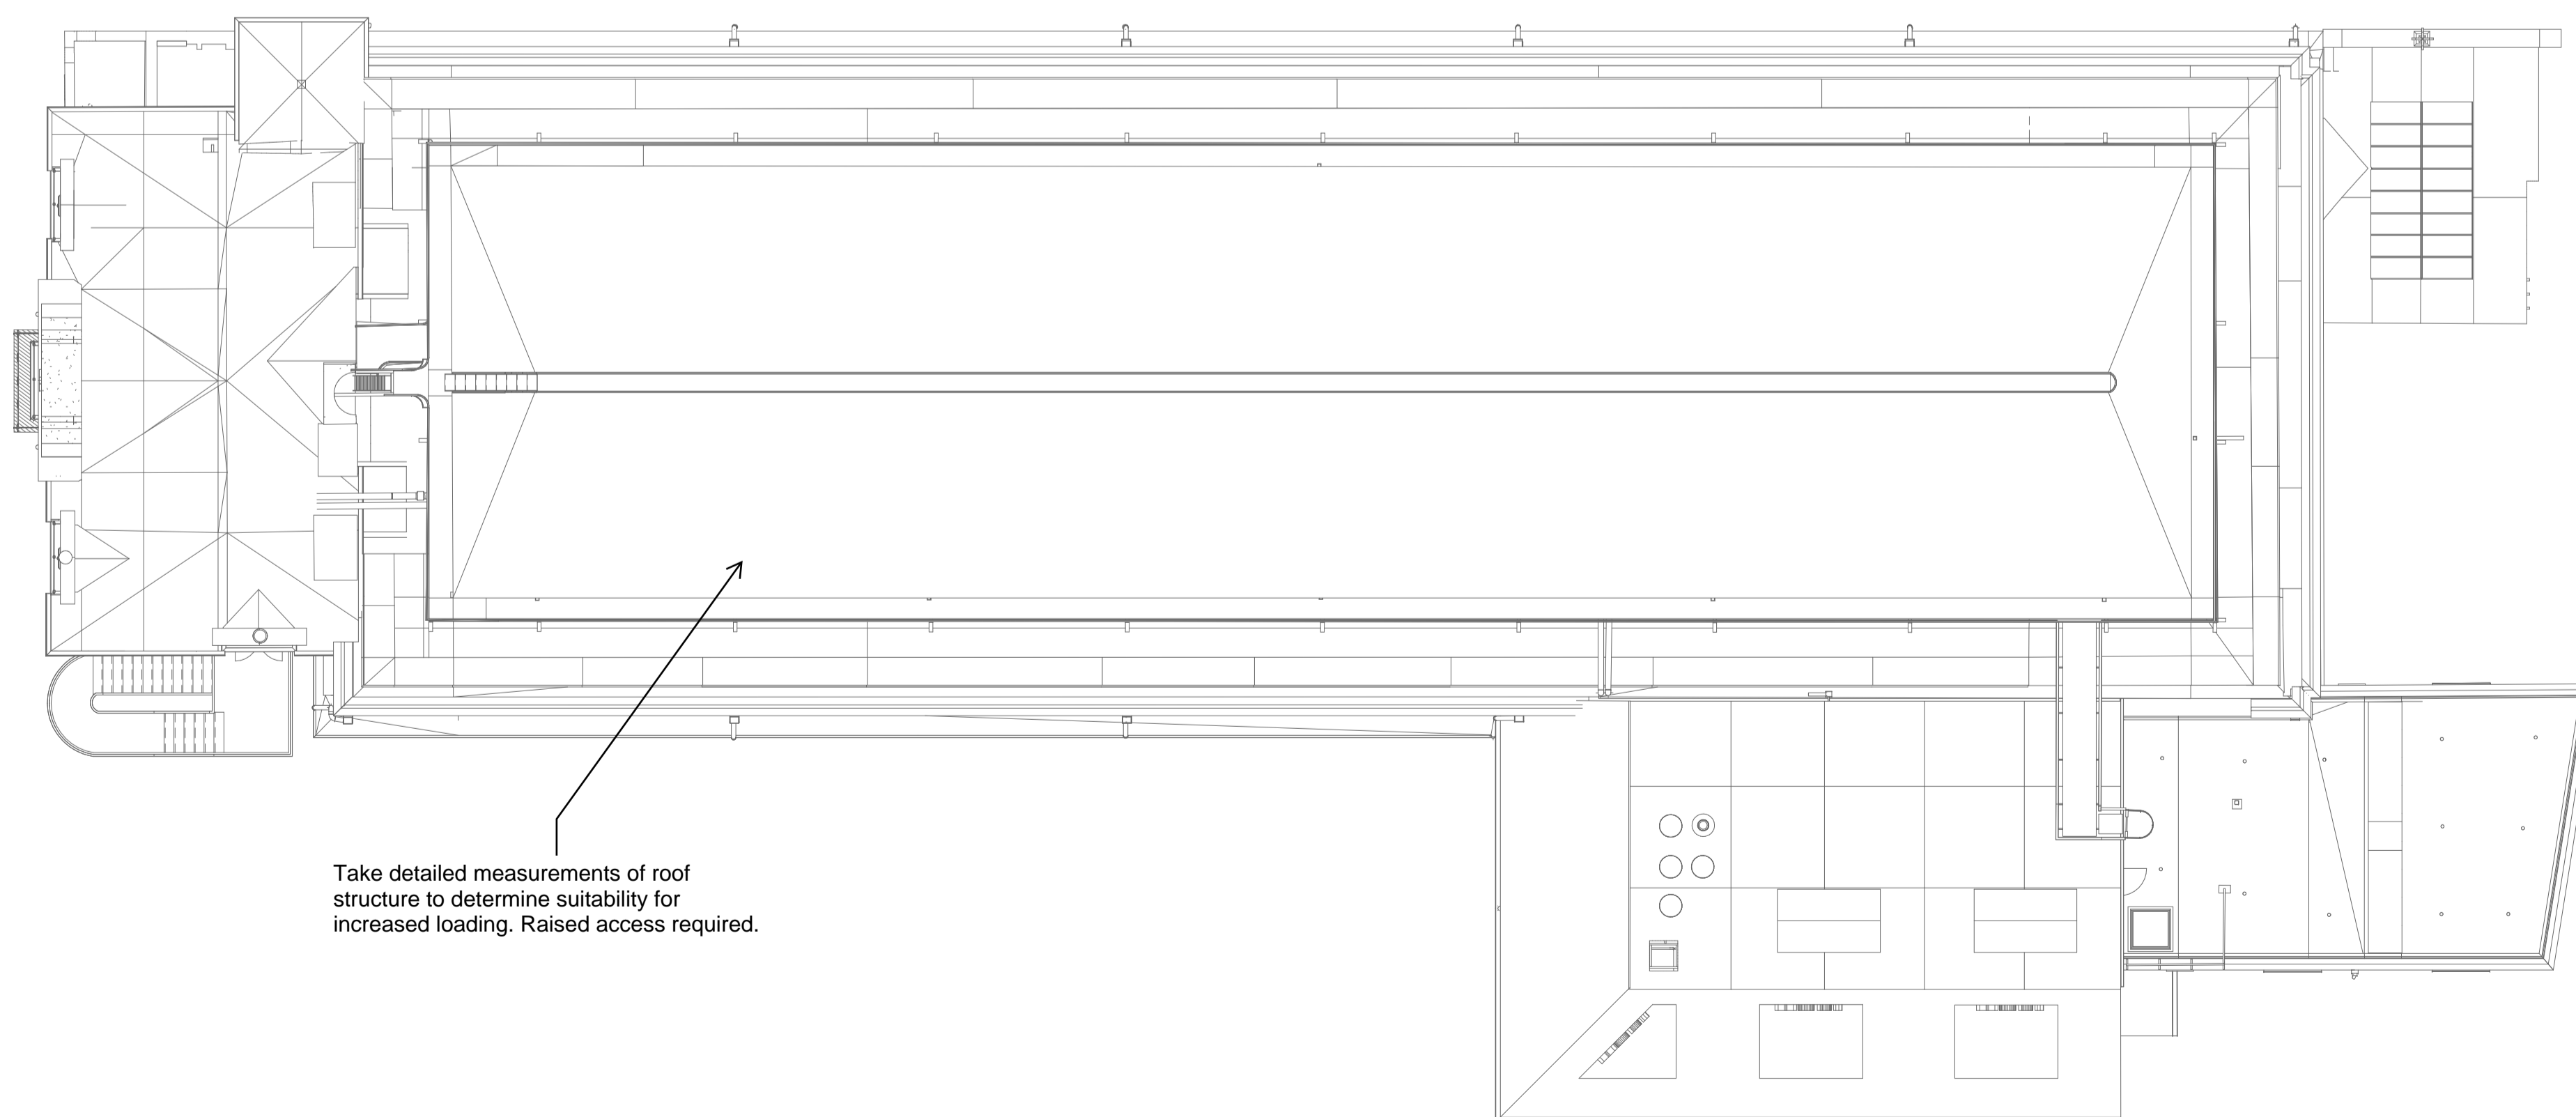 Take detailed measurements of roof
structure to determine suitability for
increased loading. Raised access required.